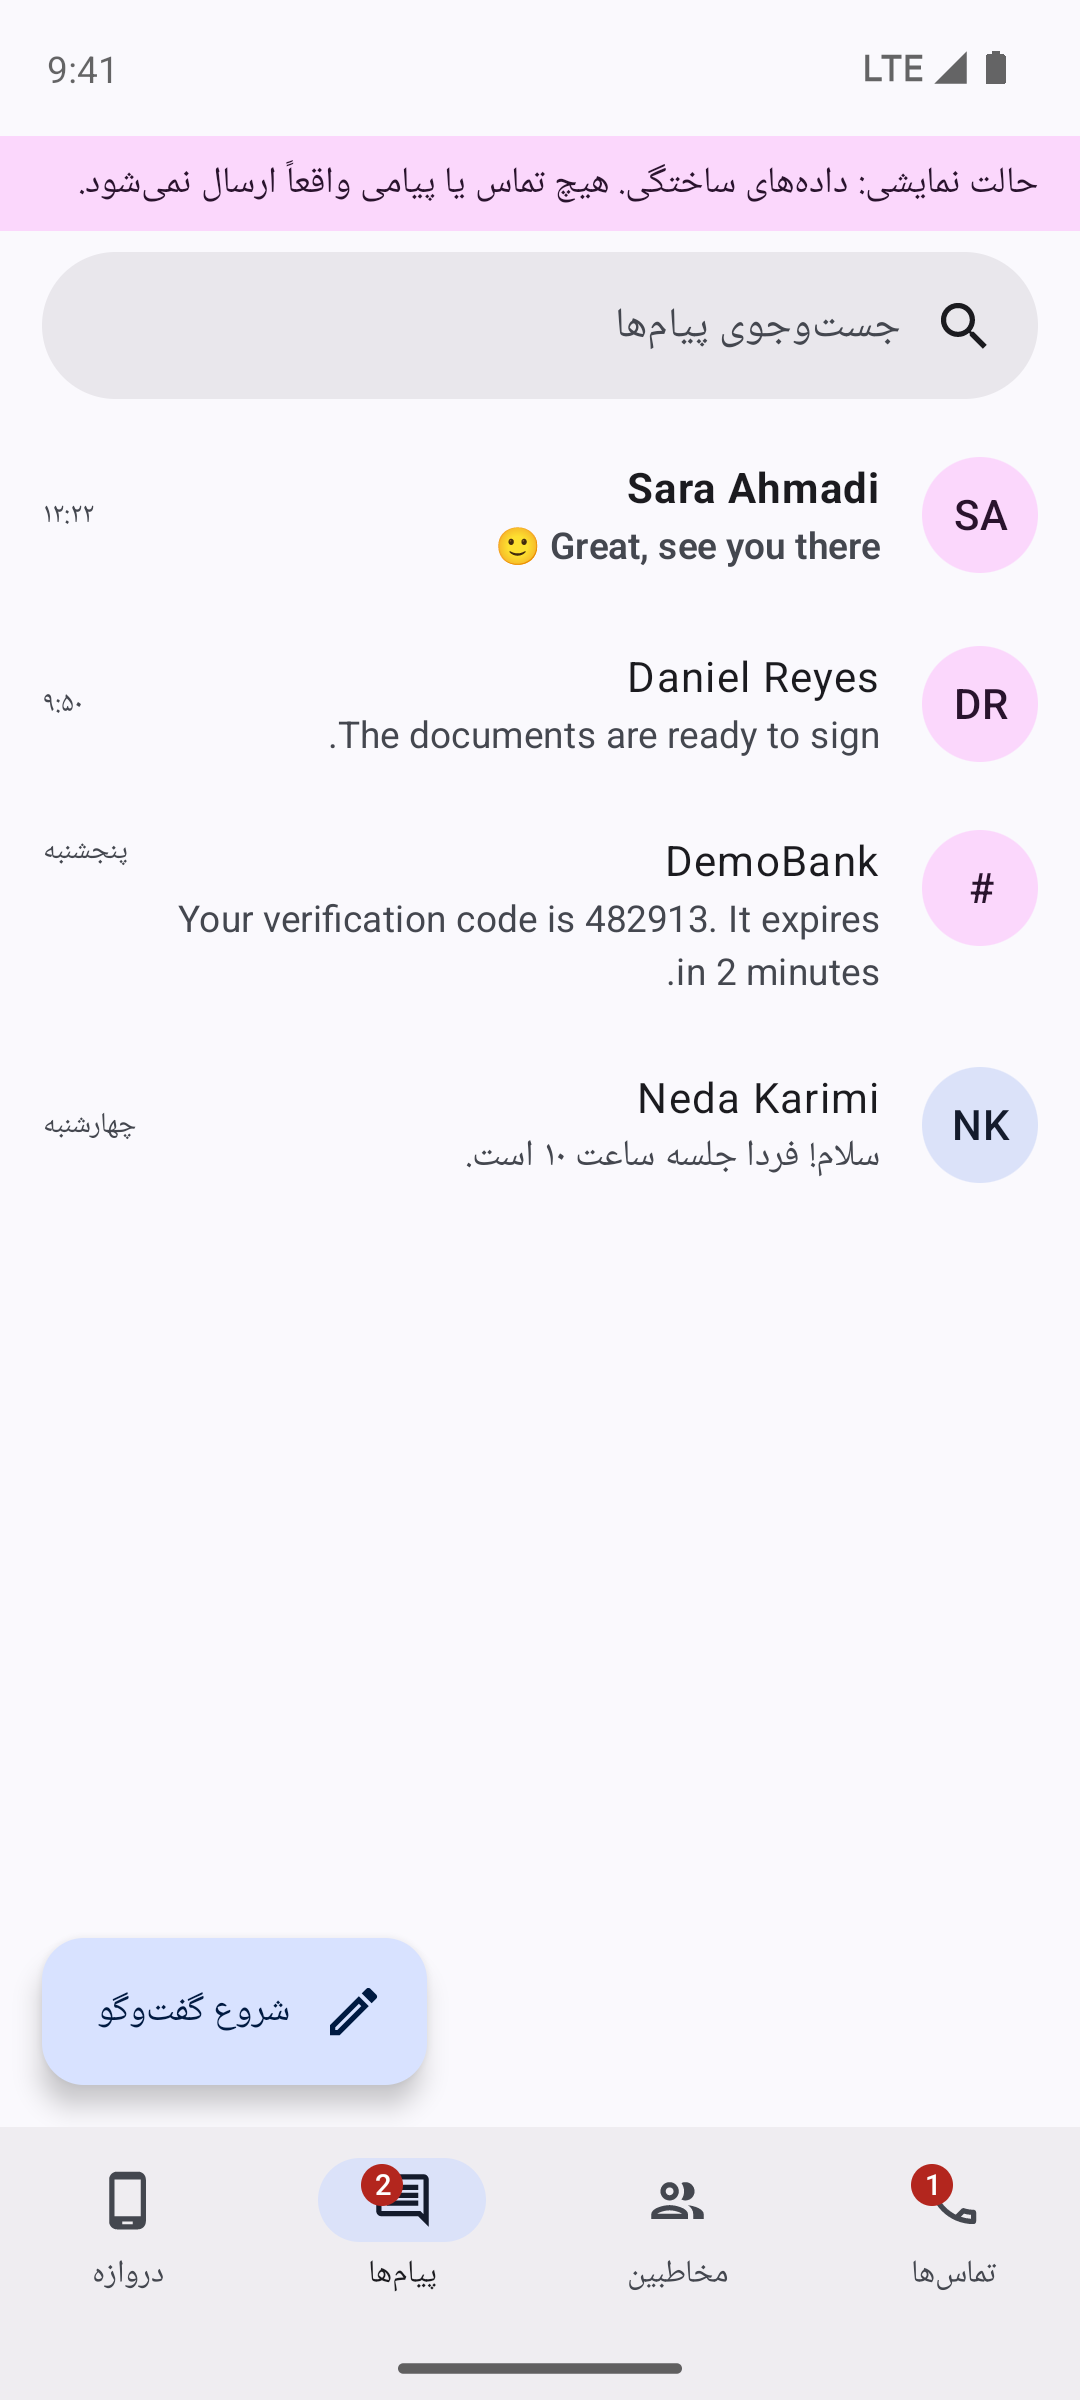 9:41 LTE
حالت نمایشی: داده‌های ساختگی. هیچ تماس یا پیامی واقعاً ارسال نمی‌شود.
جست‌وجوی پیام‌ها
SA
Sara Ahmadi
۱۲:۲۲
Great, see you there 🙂
DR
Daniel Reyes
۹:۵۰
The documents are ready to sign.
#
DemoBank
پنجشنبه
Your verification code is 482913. It expires
in 2 minutes.
NK
Neda Karimi
چهارشنبه
سلام! فردا جلسه ساعت ۱۰ است.
شروع گفت‌وگو
1
تماس‌ها
مخاطبین
2
پیام‌ها
دروازه